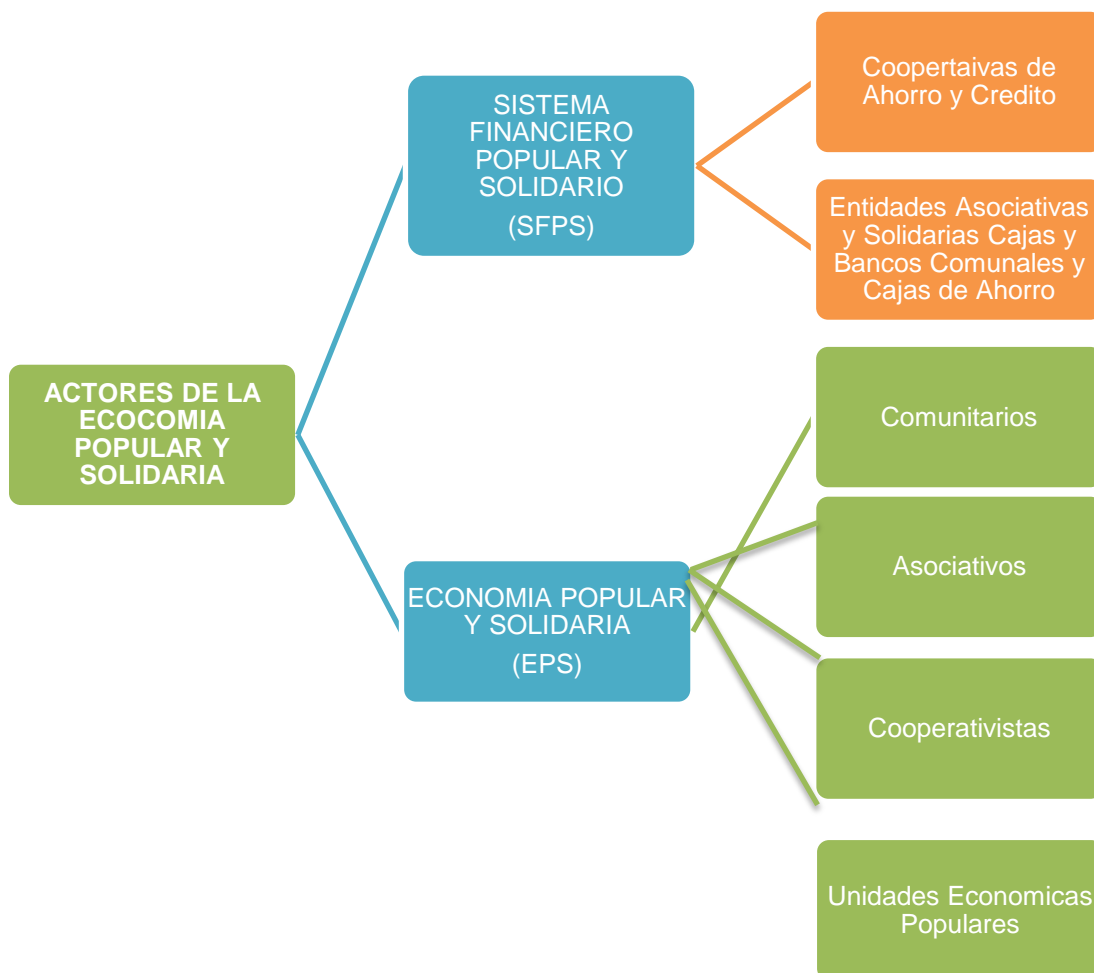 Coopertaivas de
Ahorro y Credito
SISTEMA
FINANCIERO
POPULAR Y
SOLIDARIO
(SFPS)
Entidades Asociativas
y Solidarias Cajas y
Bancos Comunales y
Cajas de Ahorro
ACTORES DE LA
ECOCOMIA
POPULAR Y
SOLIDARIA
Comunitarios
Asociativos
ECONOMIA POPULAR
Y SOLIDARIA
(EPS)
Cooperativistas
Unidades Economicas
Populares